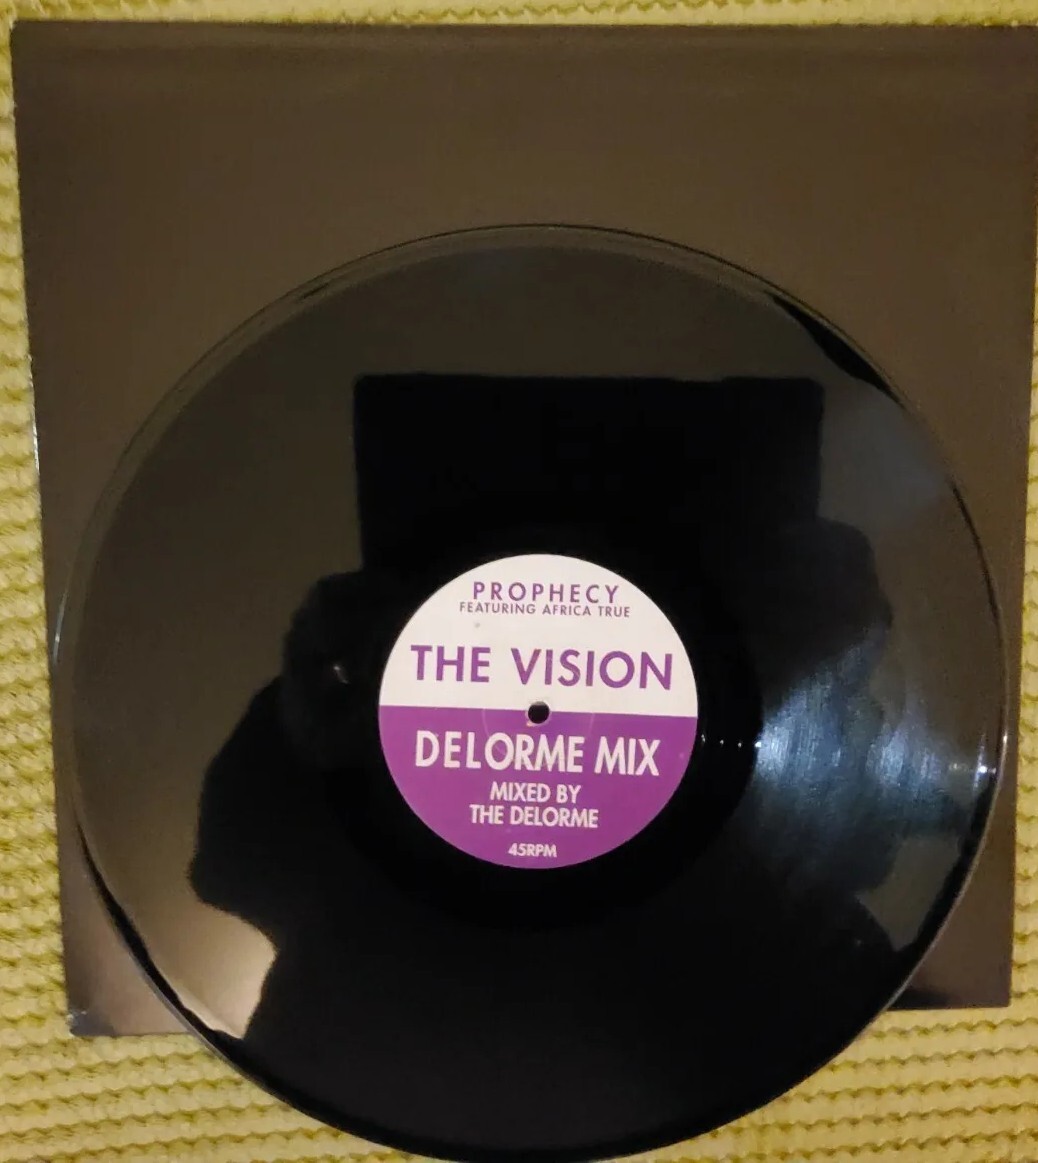 PROPHECY
FEATURING AFRICA TRUE
THE VISION
DELORME MIX
MIXED BY
THE DELORME
45RPM